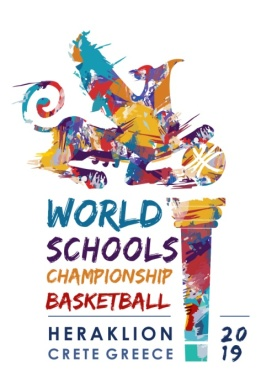 WORLD
SCHOOLS
CHAMPIONSHIP
BASKETBALL
HERAKLION
CRETE GREECE
20
19